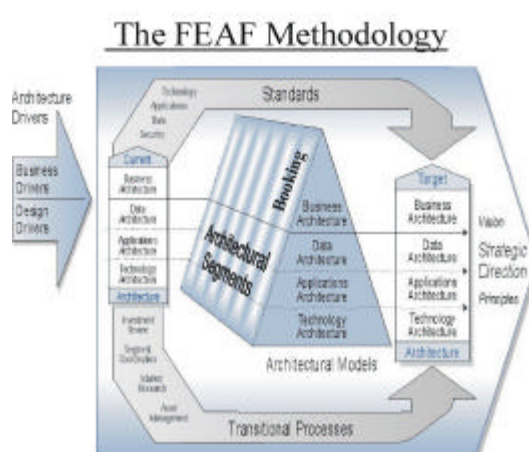 The FEAF Methodology
Architecture
Drivers
Business
Drivers
Design
Drivers
Technology
Applications
Data
Security
Standards
Current
Business
Architecture
Data
Architecture
Applications
Architecture
Technology
Architecture
Architecture
Investment
Review
Segment
Coordination
Market
Research
Asset
Management
Booking
Architectural
Segments
Business
Architecture
Data
Architecture
Applications
Architecture
Technology
Architecture
Architectural Models
Transitional Processes
Target
Business
Architecture
Data
Architecture
Applications
Architecture
Technology
Architecture
Architecture
Vision
Strategic
Direction
Principles